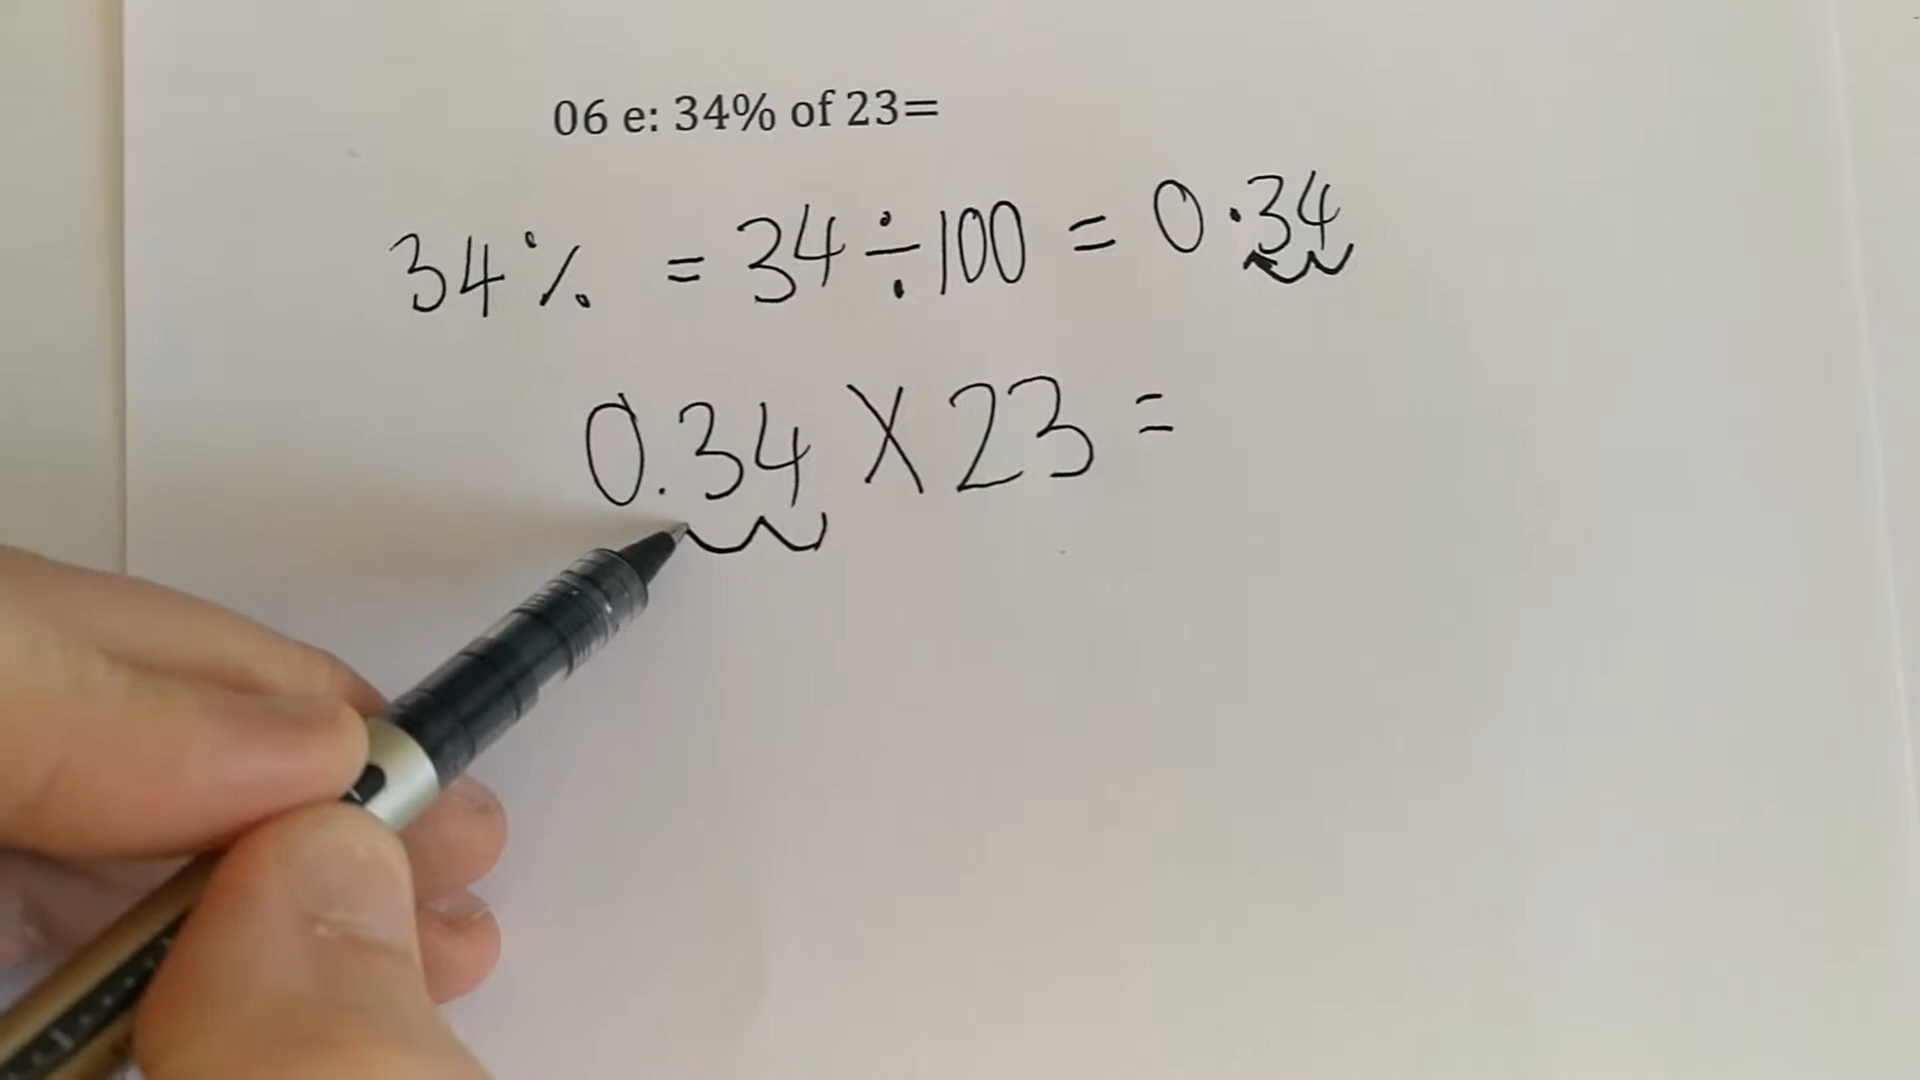 06 e: 34% of 23=
34% = 34÷100 = 0.34
0.34 X 23 =